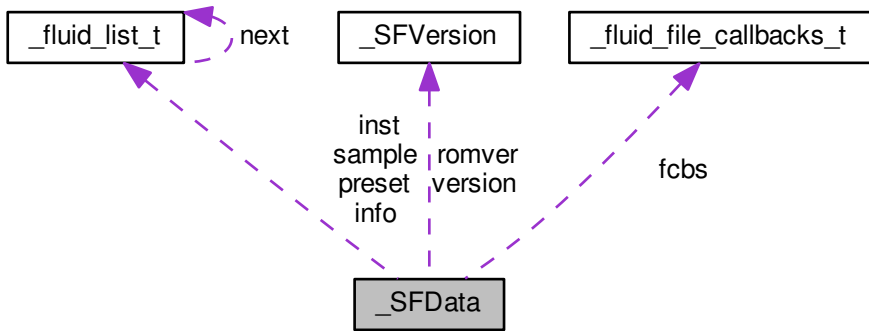 _fluid_list_t
next
_SFVersion
_fluid_file_callbacks_t
inst
sample
preset
info
romver
version
fcbs
_SFData